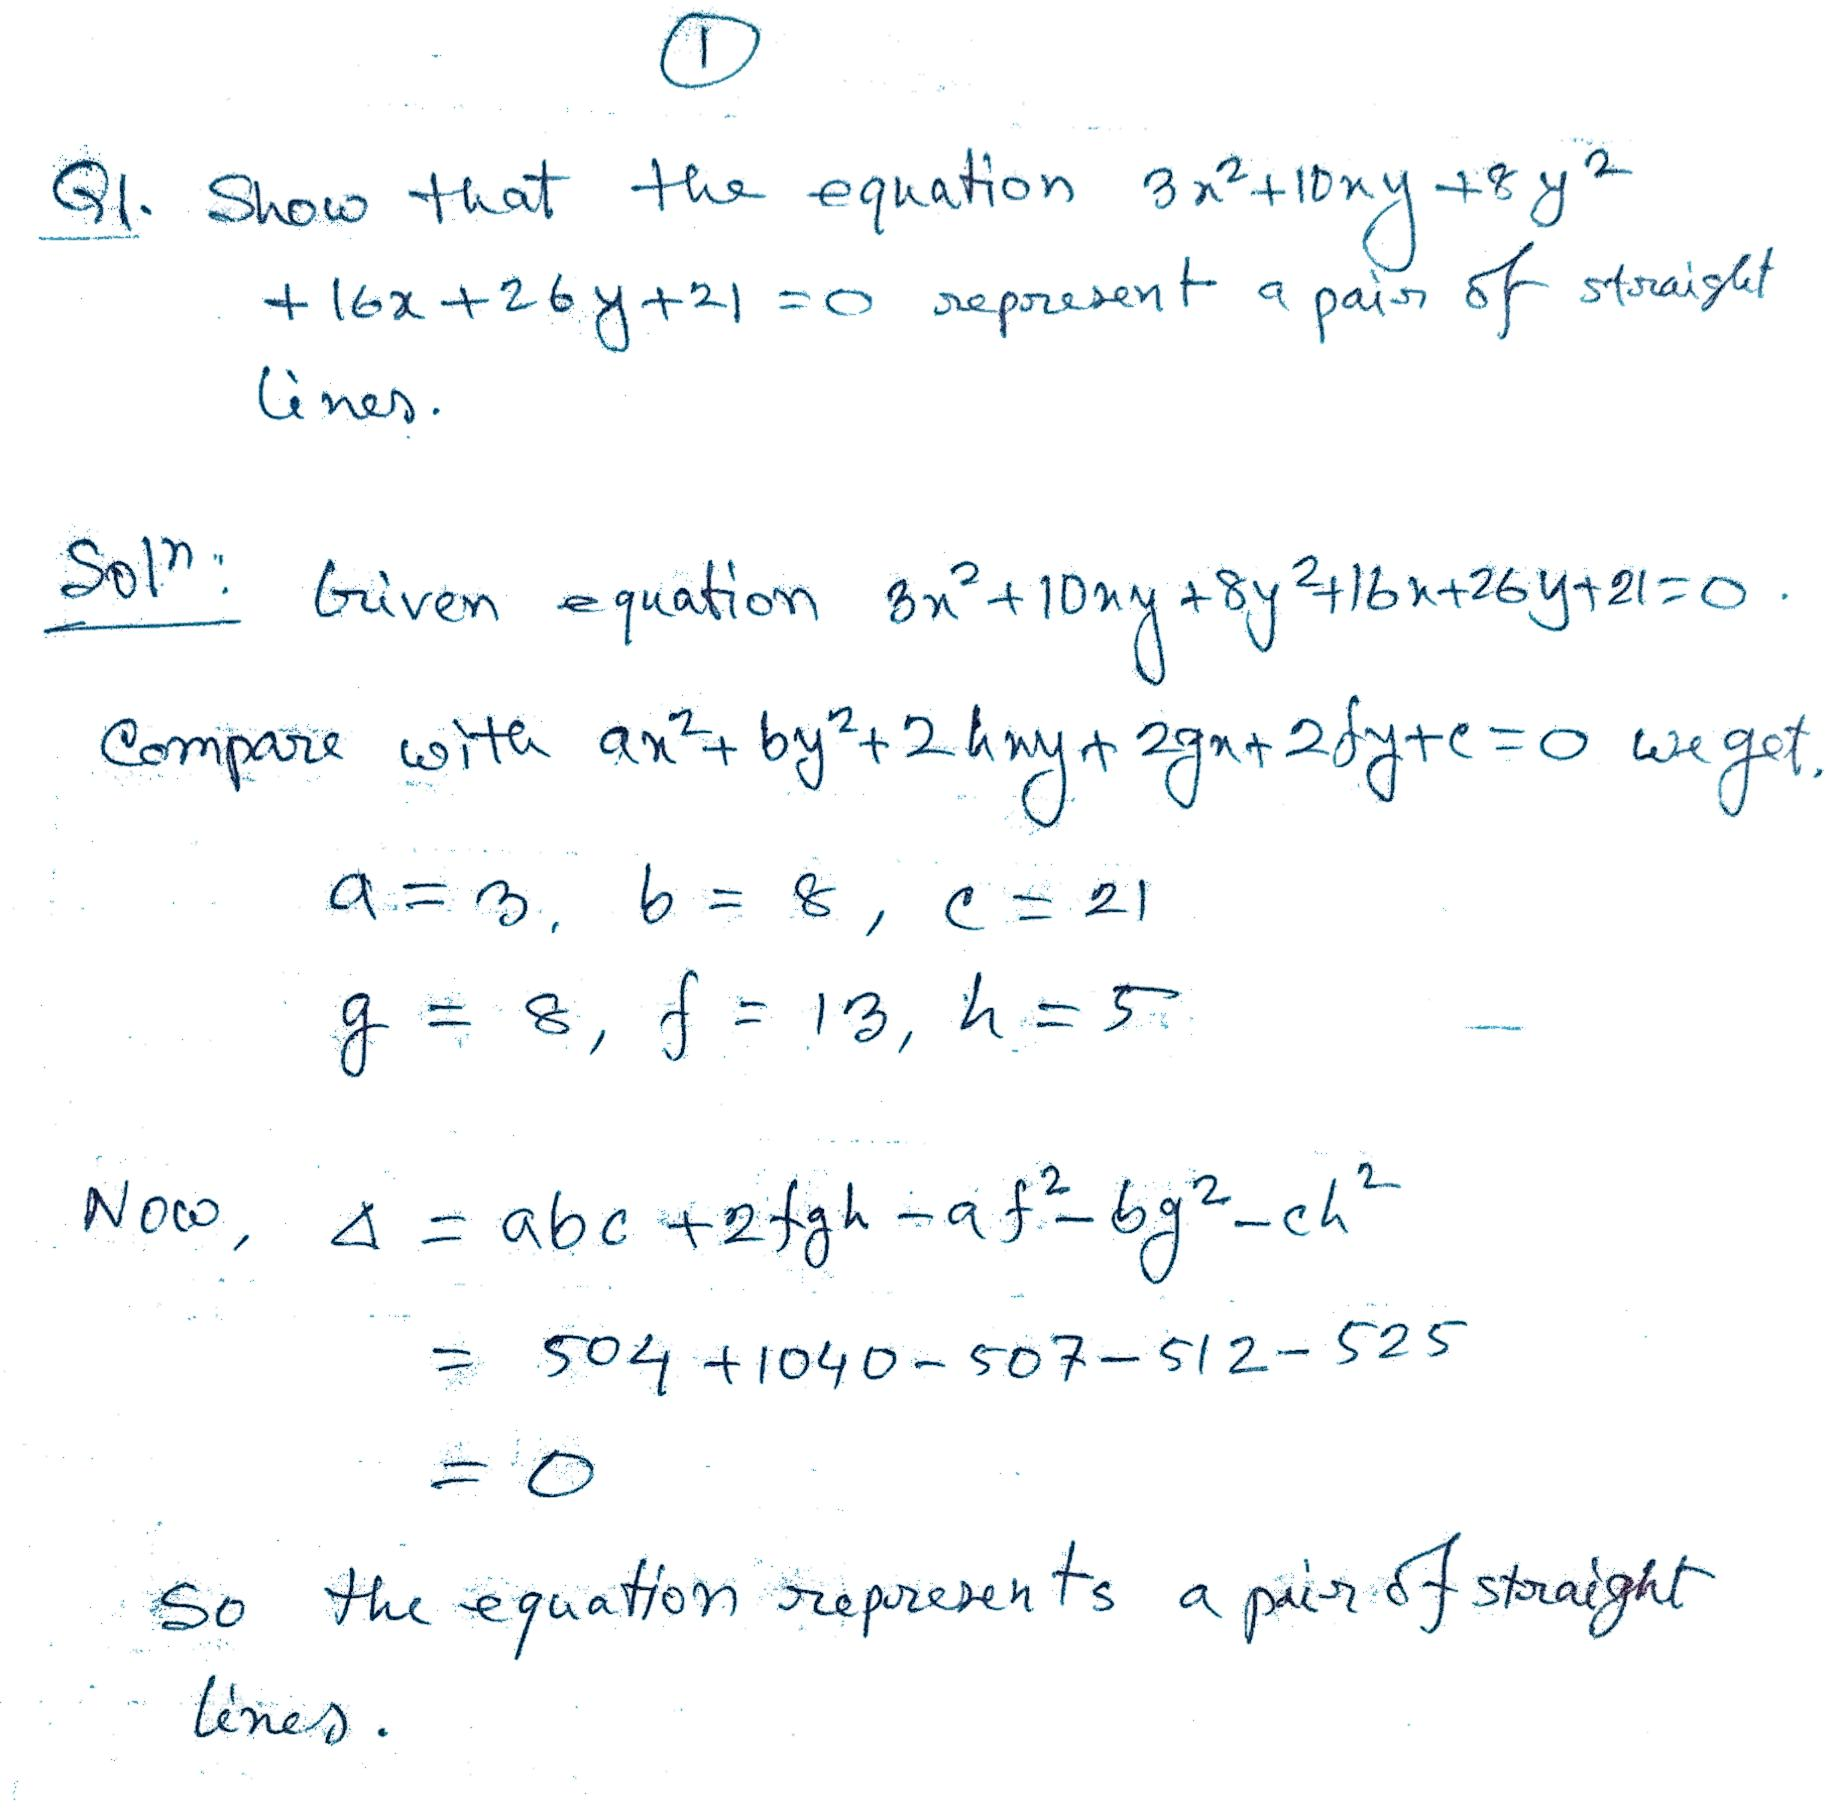 1
Q1. Show that the equation 3x²+10xy+8y²
+16x+26y+21=0 represent a pair of straight
lines.
Solⁿ: Given equation 3x²+10xy+8y²+16x+26y+21=0.
Compare with ax²+by²+2hxy+2gx+2fy+c=0 we get,
a=3, b=8, c=21
g=8, f=13, h=5
Now, Δ = abc+2fgh-af²-bg²-ch²
= 504+1040-507-512-525
= 0
So the equation represents a pair of straight
lines.